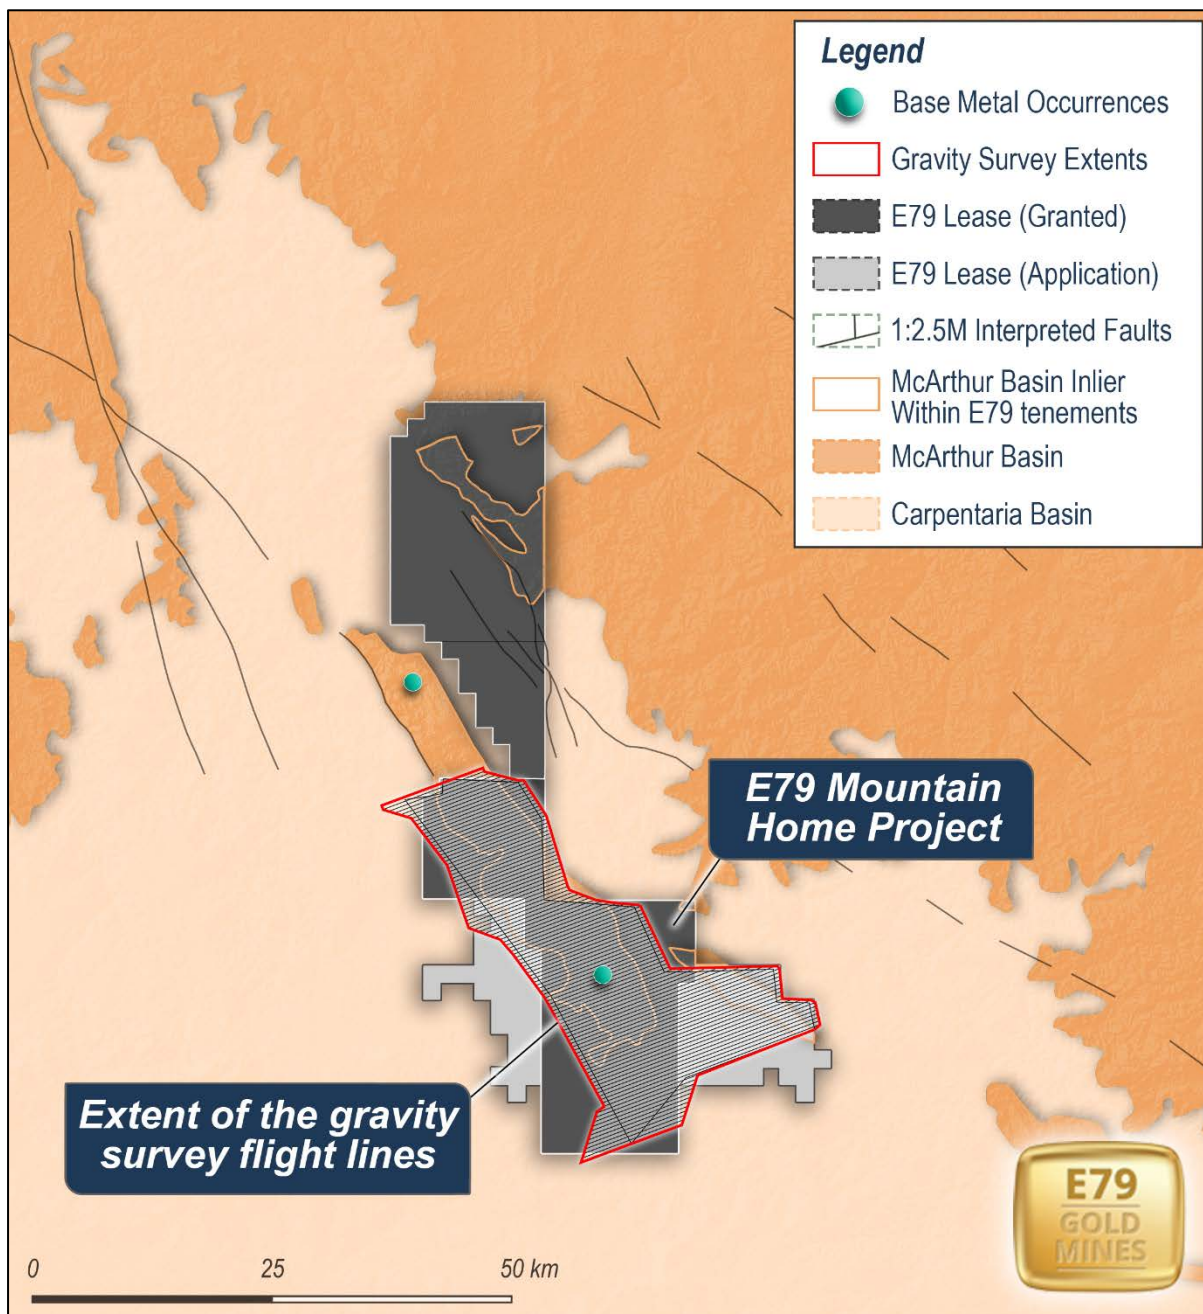 Legend
Base Metal Occurrences
Gravity Survey Extents
E79 Lease (Granted)
E79 Lease (Application)
1:2.5M Interpreted Faults
McArthur Basin Inlier
Within E79 tenements
McArthur Basin
Carpentaria Basin
E79 Mountain
Home Project
Extent of the gravity
survey flight lines
0 25 50 km
E79
GOLD
MINES